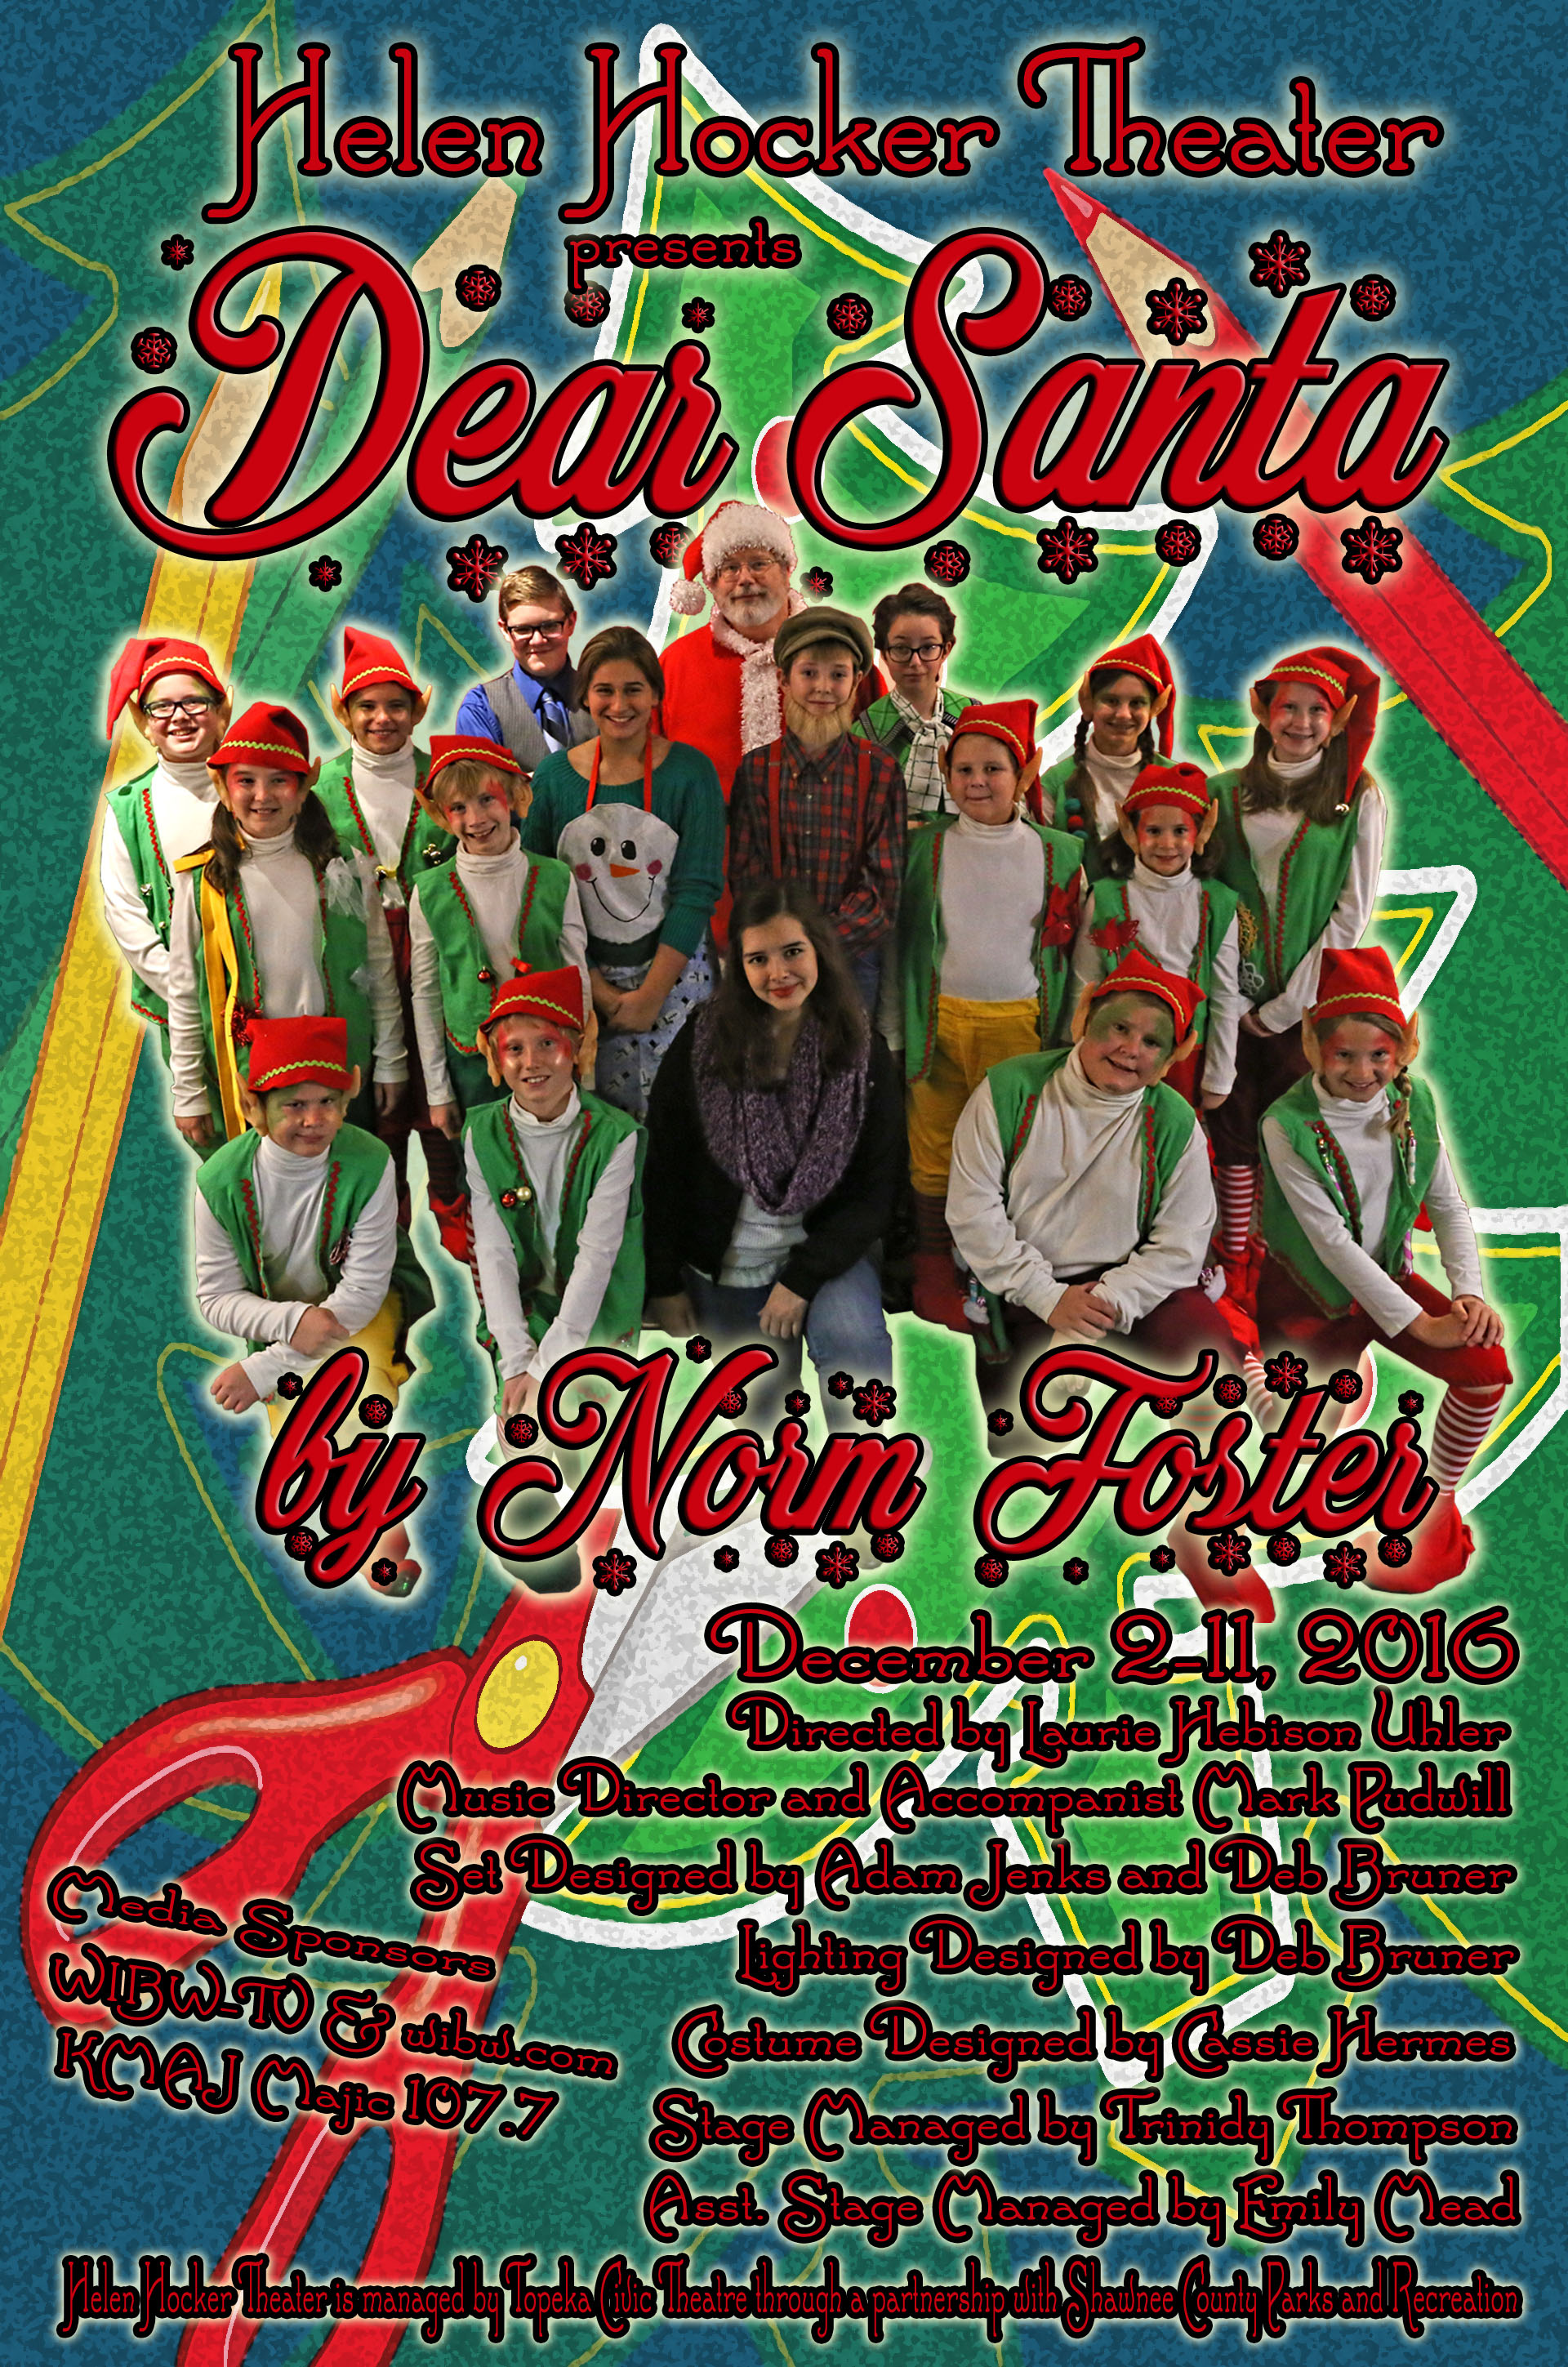 Helen Hocker Theater
presents
Dear Santa
by Norm Foster
December 2-11, 2016
Directed by Laurie Hebison Uhler
Music Director and Accompanist Mark Pudwill
Set Designed by Adam Jenks and Deb Bruner
Lighting Designed by Deb Bruner
Costume Designed by Cassie Hermes
Stage Managed by Trinidy Thompson
Asst. Stage Managed by Emily Mead
Media Sponsors
WIBW-TV & wibw.com
KMAJ Majic 107.7
Helen Hocker Theater is managed by Topeka Civic Theatre through a partnership with Shawnee County Parks and Recreation